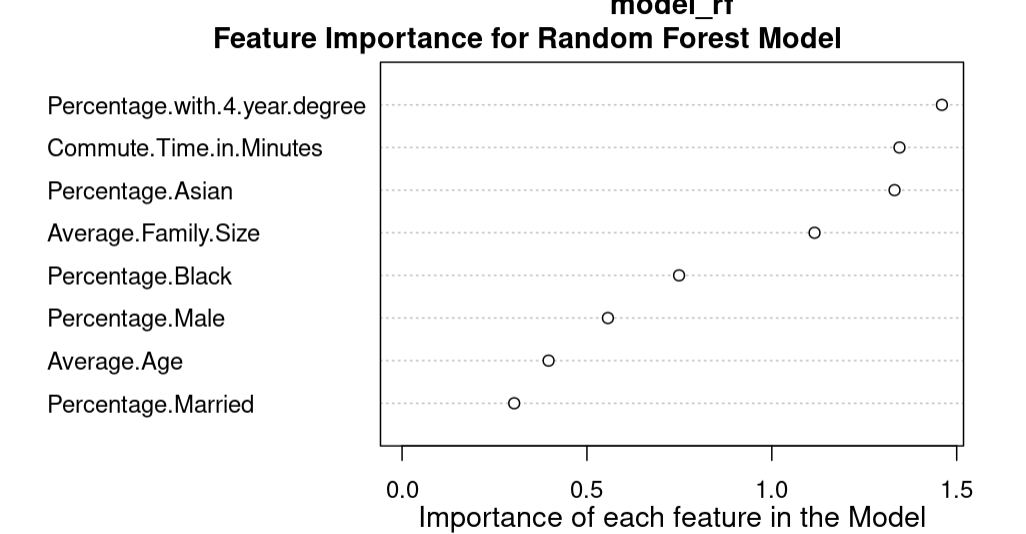 model_rf
Feature Importance for Random Forest Model
Percentage.with.4.year.degree
Commute.Time.in.Minutes
Percentage.Asian
Average.Family.Size
Percentage.Black
Percentage.Male
Average.Age
Percentage.Married
0.0 0.5 1.0 1.5
Importance of each feature in the Model